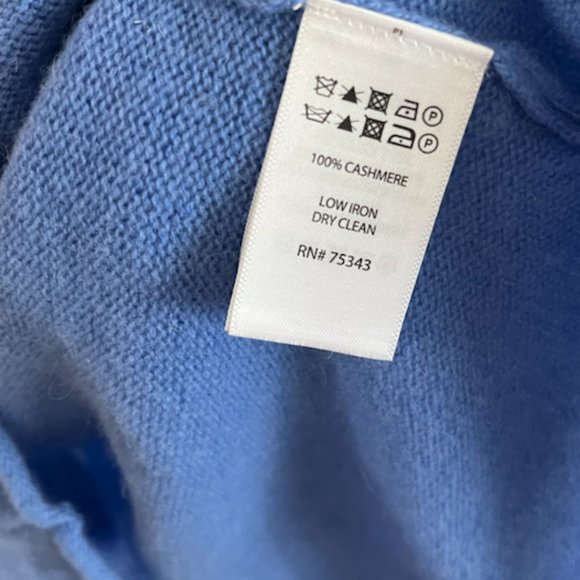 P
P
100% CASHMERE
LOW IRON
DRY CLEAN
RN# 75343